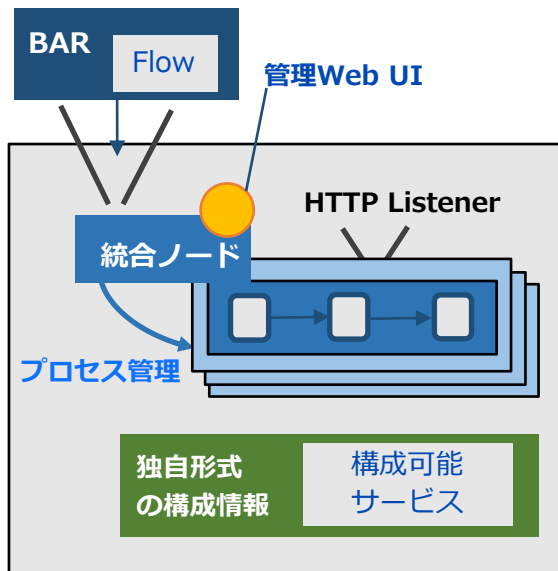 BAR
Flow
管理Web UI
HTTP Listener
統合ノード
プロセス管理
独自形式
の構成情報
構成可能
サービス